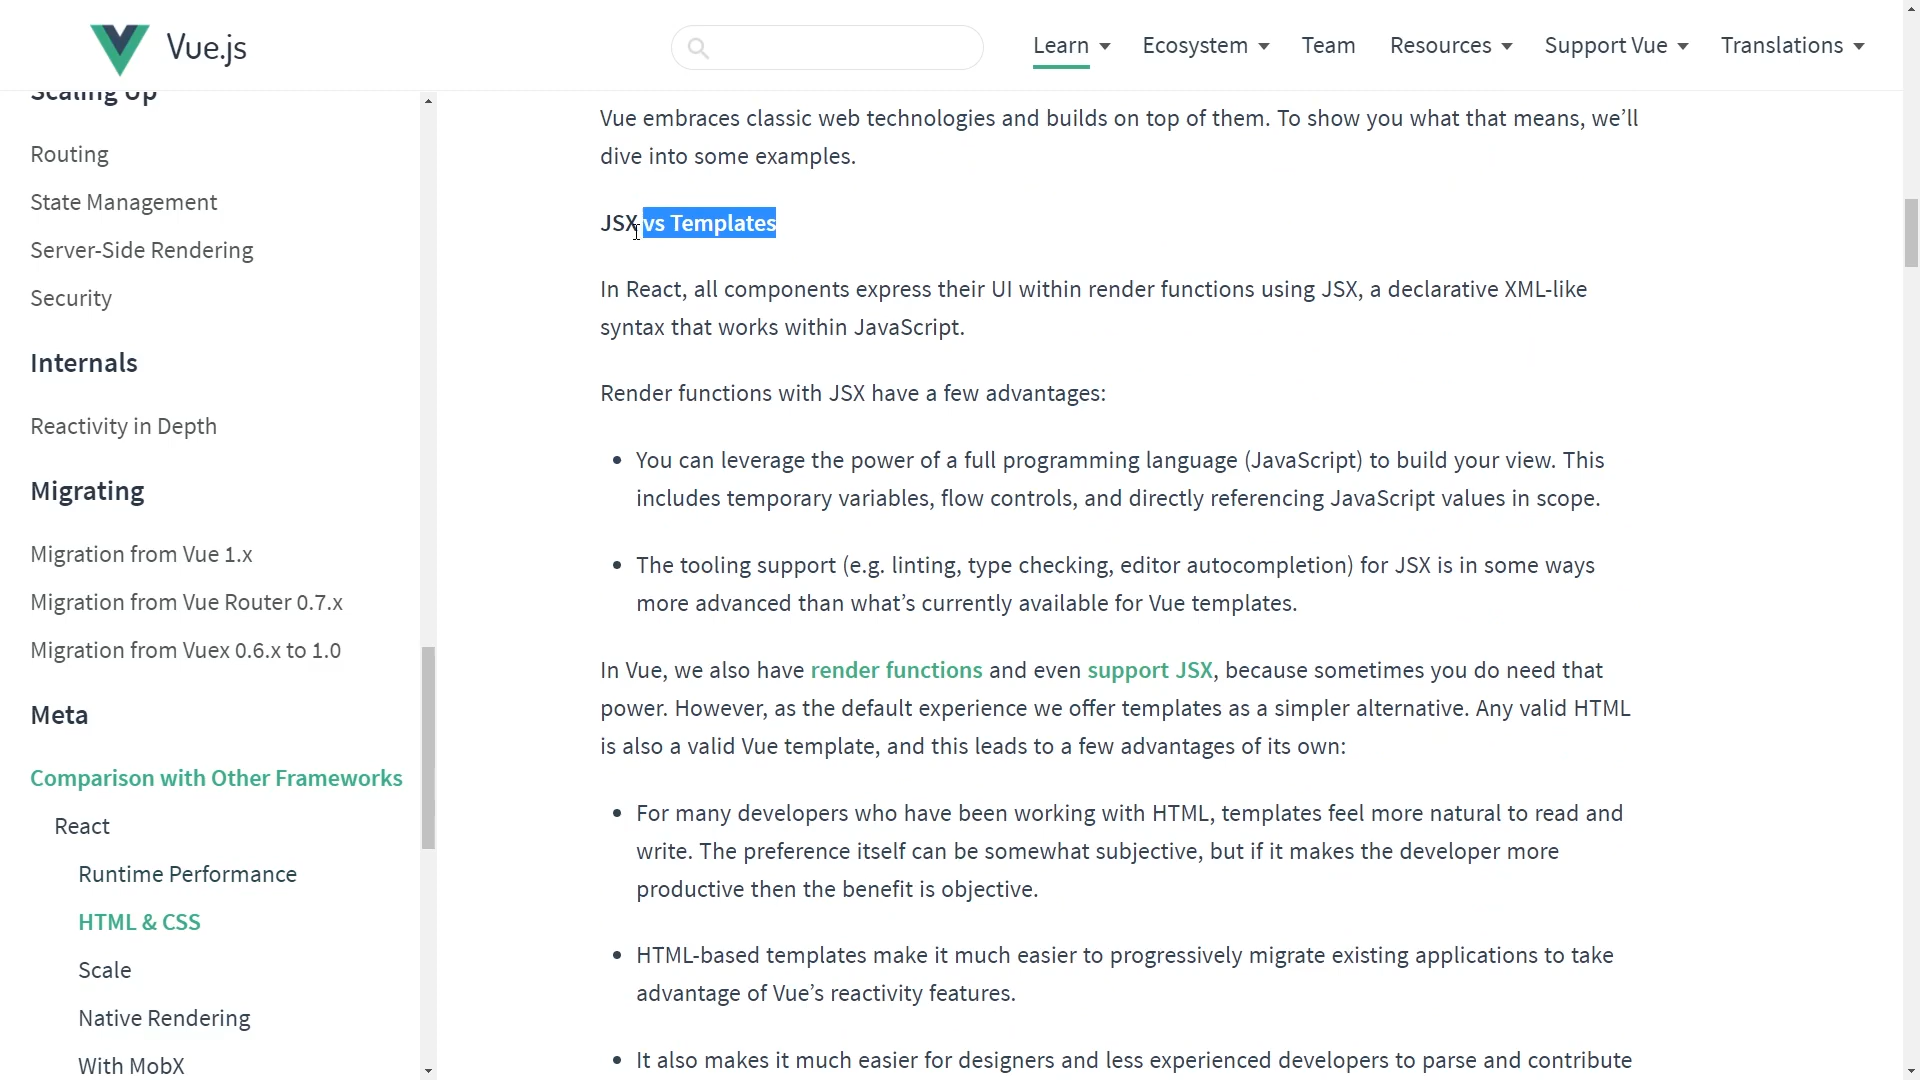 Vue.js
Learn
Ecosystem
Team
Resources
Support Vue
Translations
Scaling Up
Routing
State Management
Server-Side Rendering
Security
Internals
Reactivity in Depth
Migrating
Migration from Vue 1.x
Migration from Vue Router 0.7.x
Migration from Vuex 0.6.x to 1.0
Meta
Comparison with Other Frameworks
React
Runtime Performance
HTML & CSS
Scale
Native Rendering
With MobX
Vue embraces classic web technologies and builds on top of them. To show you what that means, we’ll
dive into some examples.
JSX vs Templates
In React, all components express their UI within render functions using JSX, a declarative XML-like
syntax that works within JavaScript.
Render functions with JSX have a few advantages:
• You can leverage the power of a full programming language (JavaScript) to build your view. This
includes temporary variables, flow controls, and directly referencing JavaScript values in scope.
• The tooling support (e.g. linting, type checking, editor autocompletion) for JSX is in some ways
more advanced than what’s currently available for Vue templates.
In Vue, we also have render functions and even support JSX, because sometimes you do need that
power. However, as the default experience we offer templates as a simpler alternative. Any valid HTML
is also a valid Vue template, and this leads to a few advantages of its own:
• For many developers who have been working with HTML, templates feel more natural to read and
write. The preference itself can be somewhat subjective, but if it makes the developer more
productive then the benefit is objective.
• HTML-based templates make it much easier to progressively migrate existing applications to take
advantage of Vue’s reactivity features.
• It also makes it much easier for designers and less experienced developers to parse and contribute